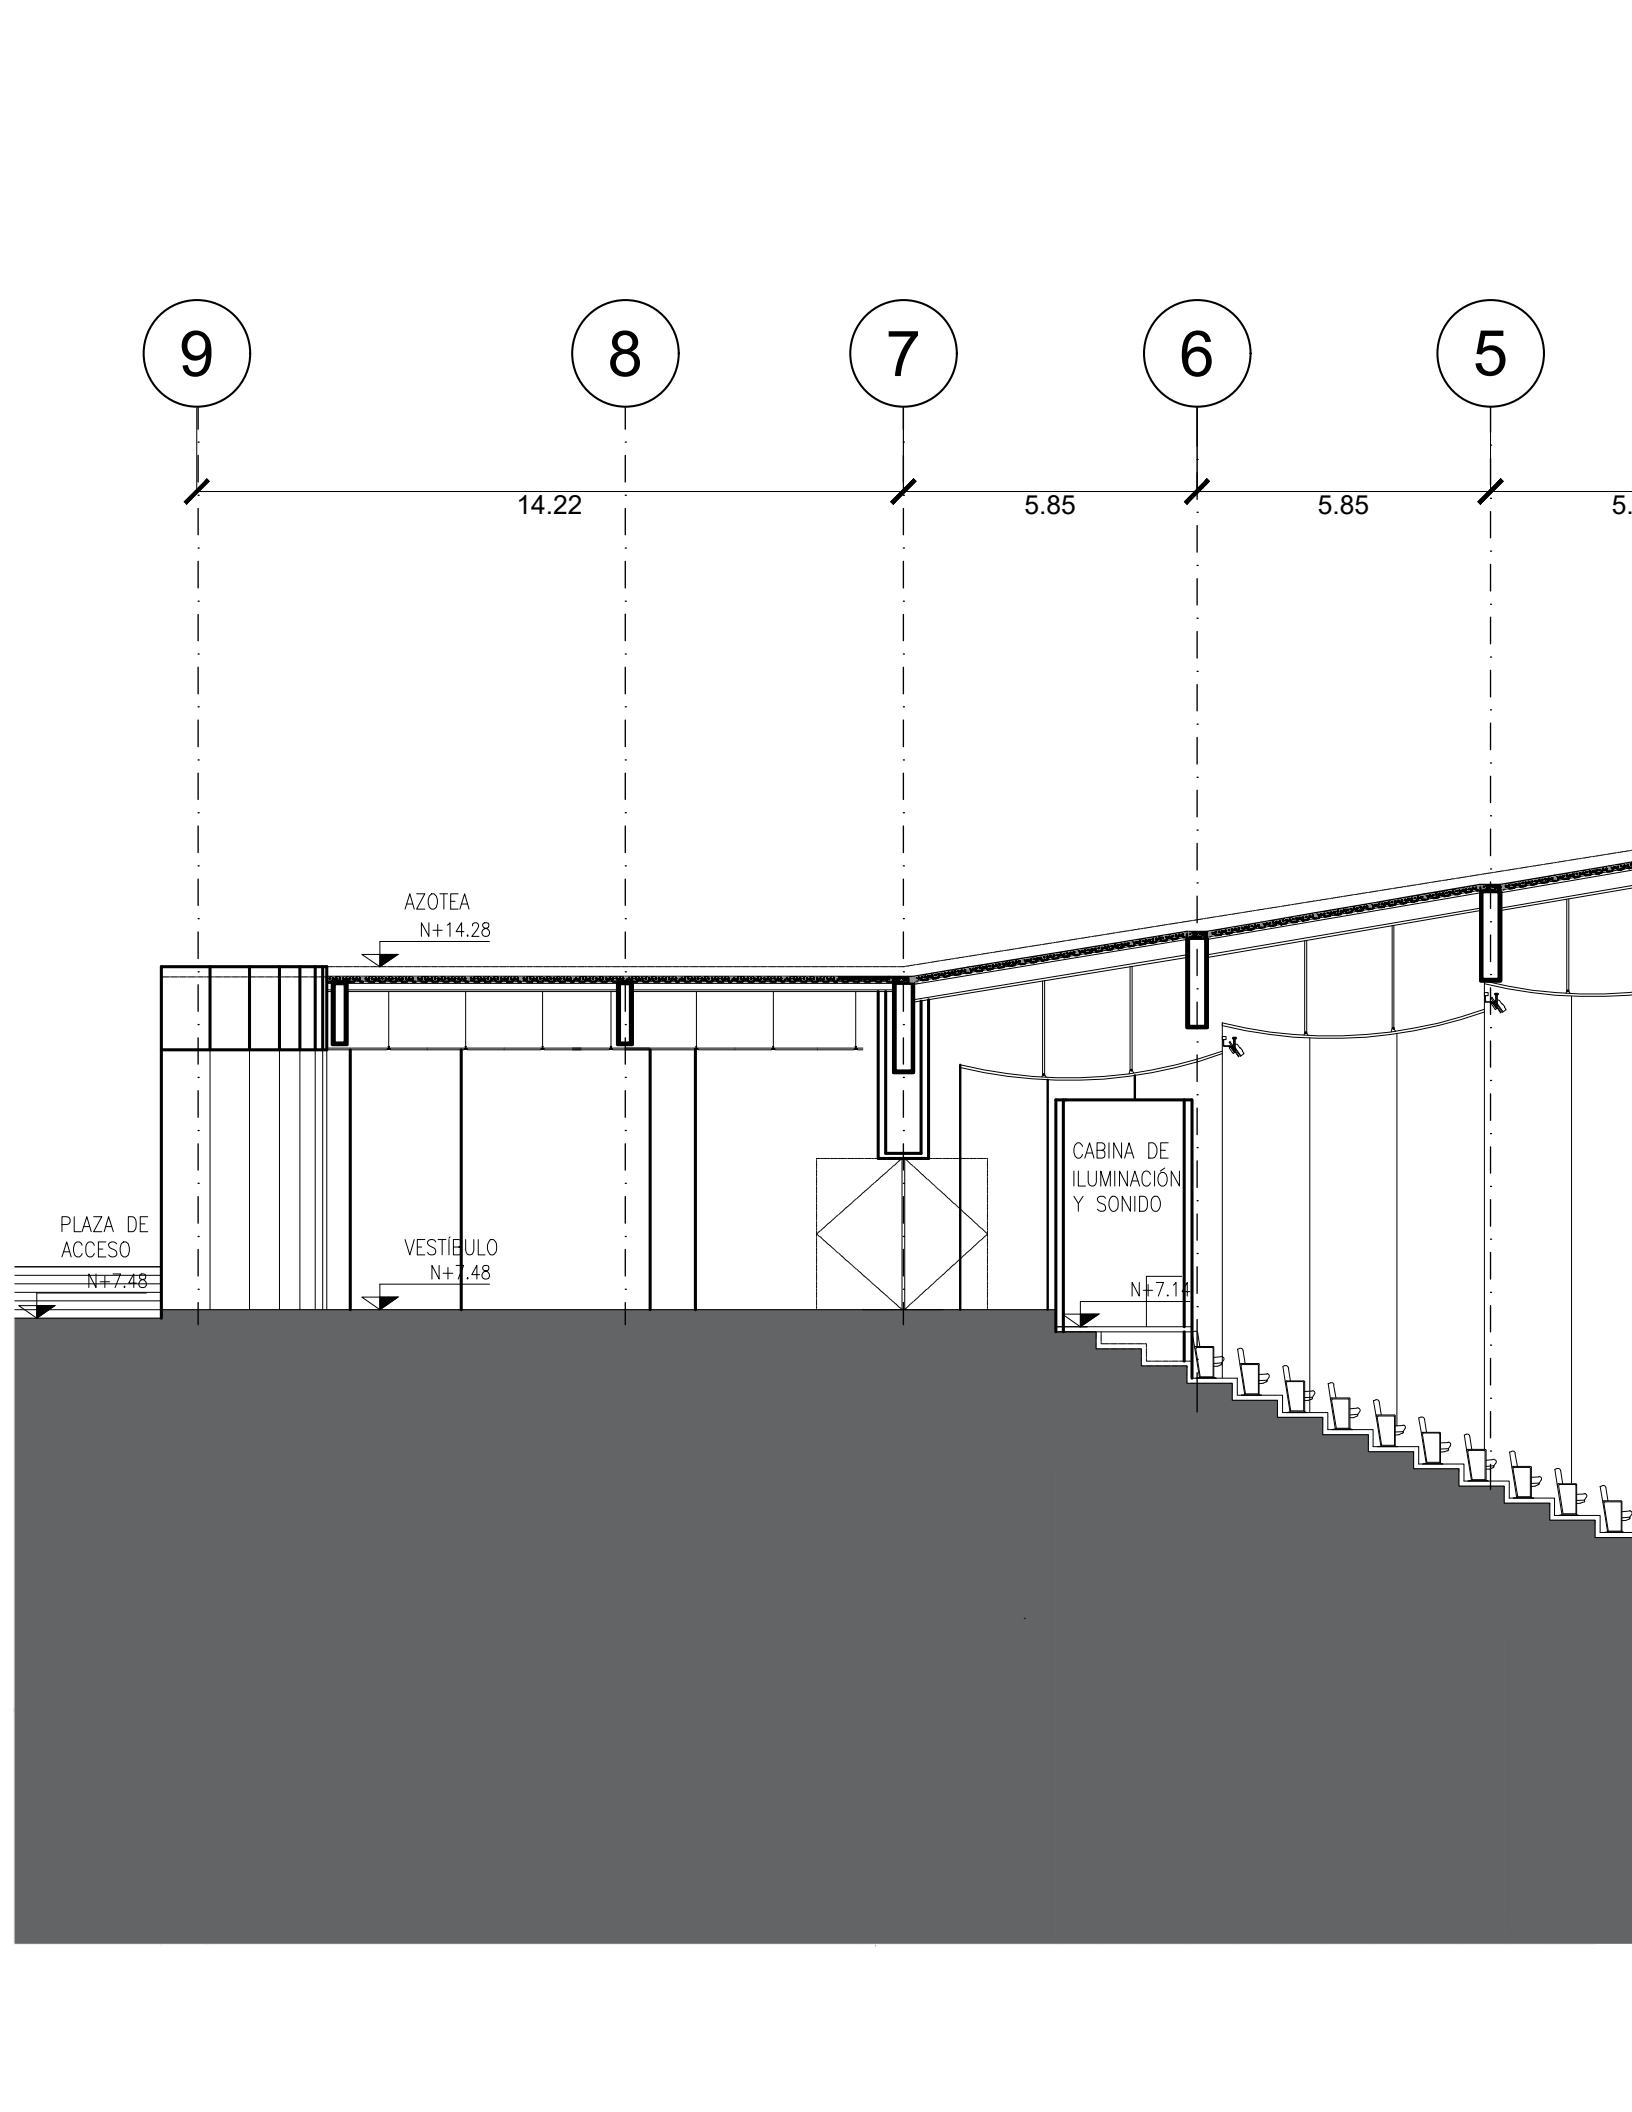 9
8
7
6
5
14.22
5.85
5.85
5.
AZOTEA
N+14.28
CABINA DE
ILUMINACIÓN
Y SONIDO
PLAZA DE
ACCESO
N+7.48
VESTÍBULO
N+7.48
N+7.14